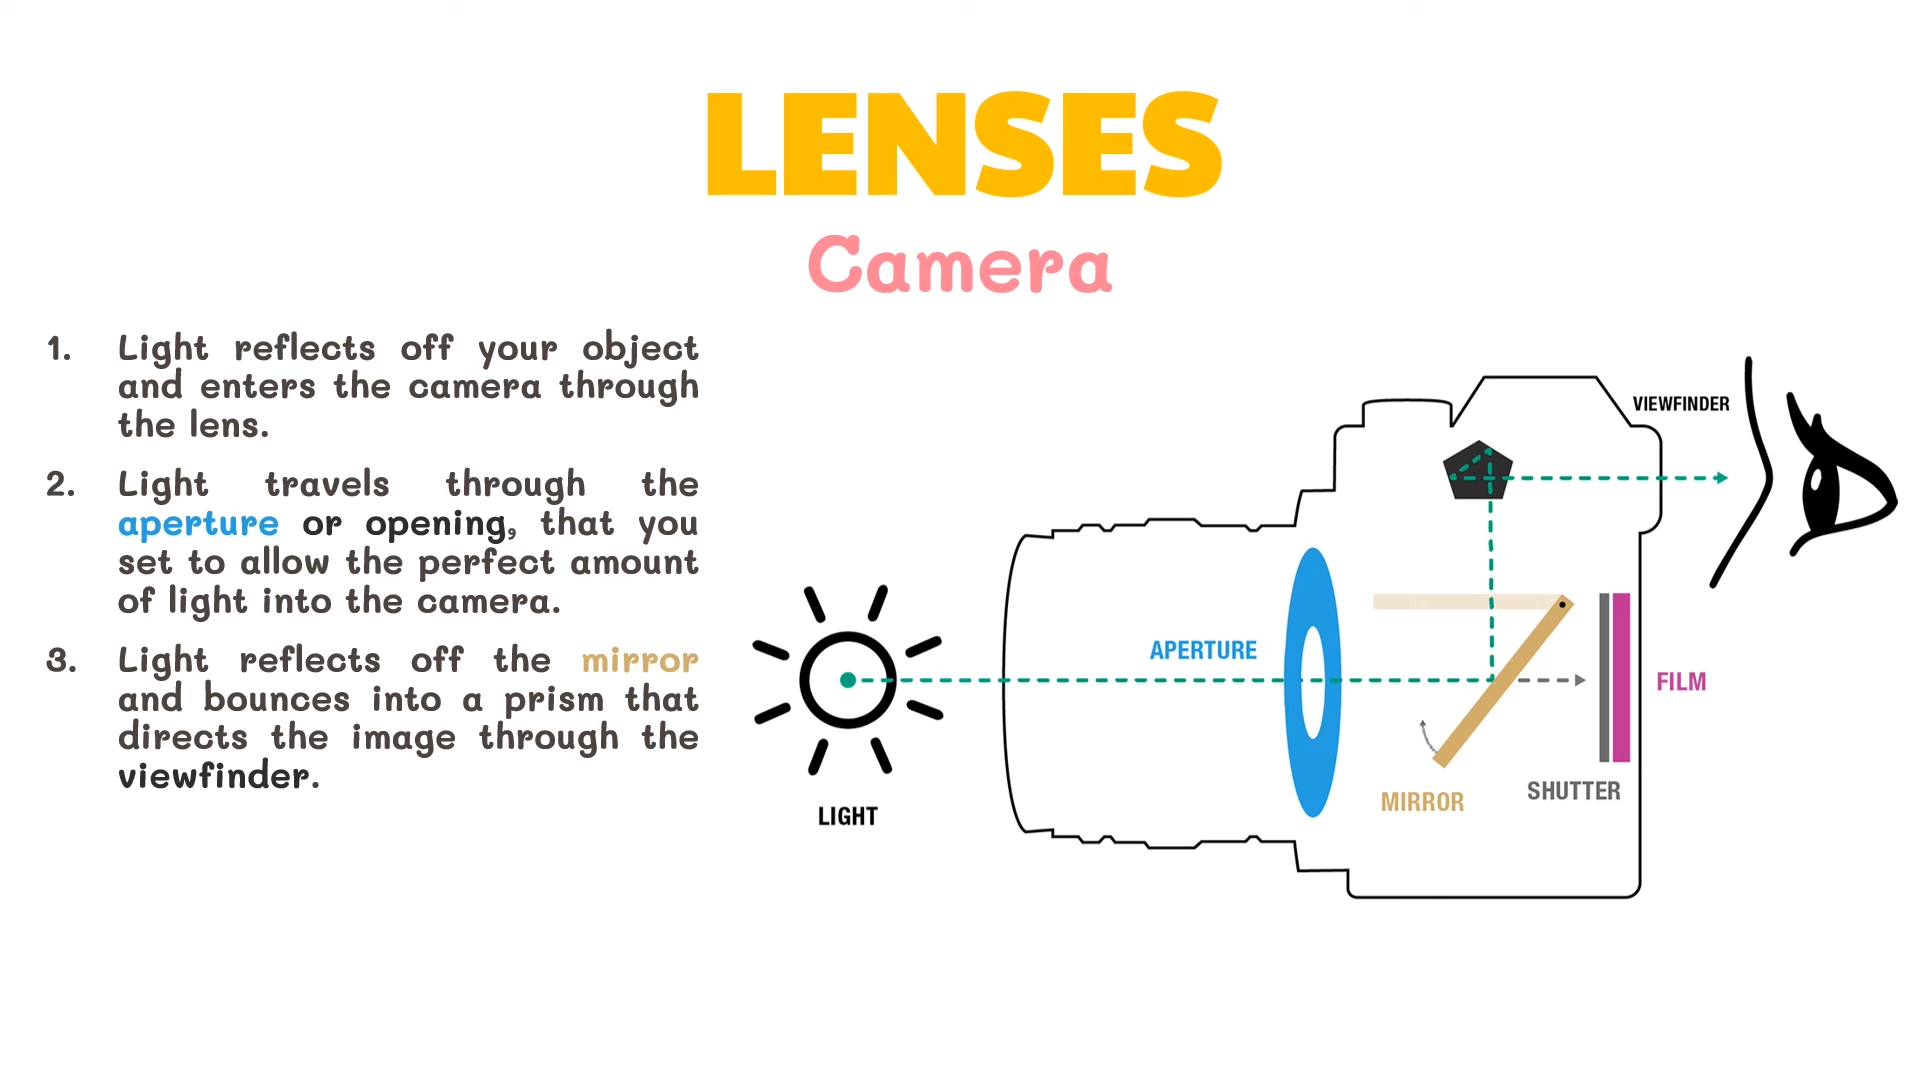 LENSES
Camera
1. Light reflects off your object
and enters the camera through
the lens.
2. Light travels through the
aperture or opening, that you
set to allow the perfect amount
of light into the camera.
3. Light reflects off the mirror
and bounces into a prism that
directs the image through the
viewfinder.
VIEWFINDER
APERTURE
FILM
SHUTTER
MIRROR
LIGHT